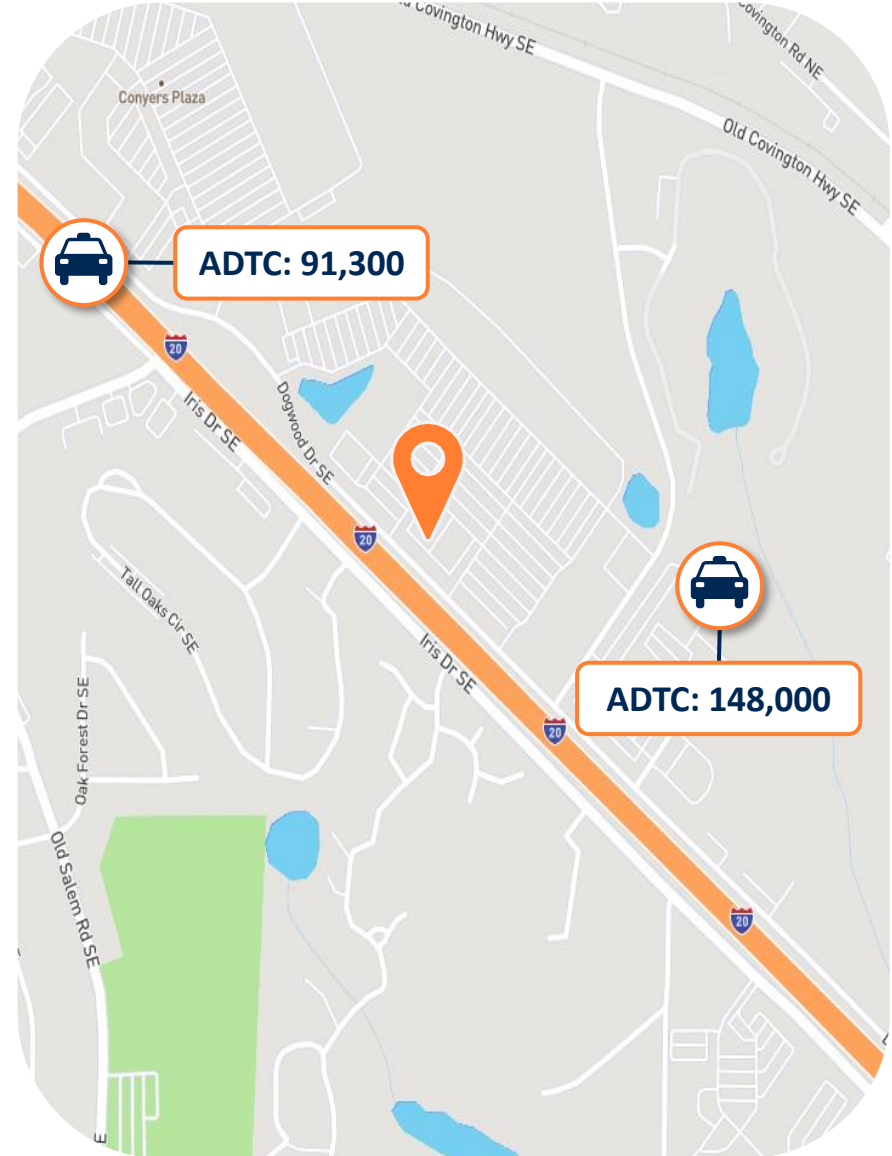 Covington Hwy SE
Covington Rd NE
Conyers Plaza
Old Covington Hwy SE
ADTC: 91,300
20
Iris Dr SE
Dogwood Dr SE
20
Tall Oaks Cir SE
Iris Dr SE
ADTC: 148,000
20
Oak Forest Dr SE
Old Salem Rd SE
20
E